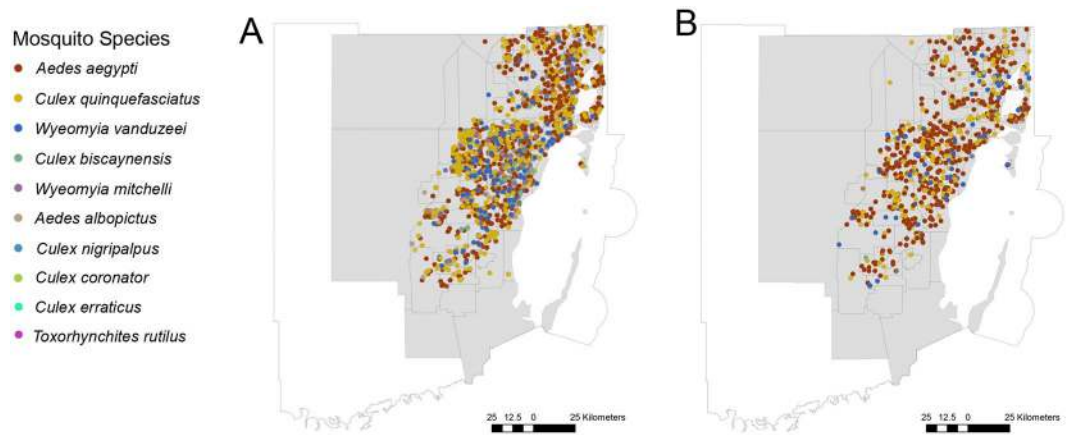 Mosquito Species
Aedes aegypti
Culex quinquefasciatus
Wyeomyia vanduzeei
Culex biscaynensis
Wyeomyia mitchelli
Aedes albopictus
Culex nigripalpus
Culex coronator
Culex erraticus
Toxorhynchites rutilus
A
25 12.5 0 25 Kilometers
B
25 12.5 0 25 Kilometers